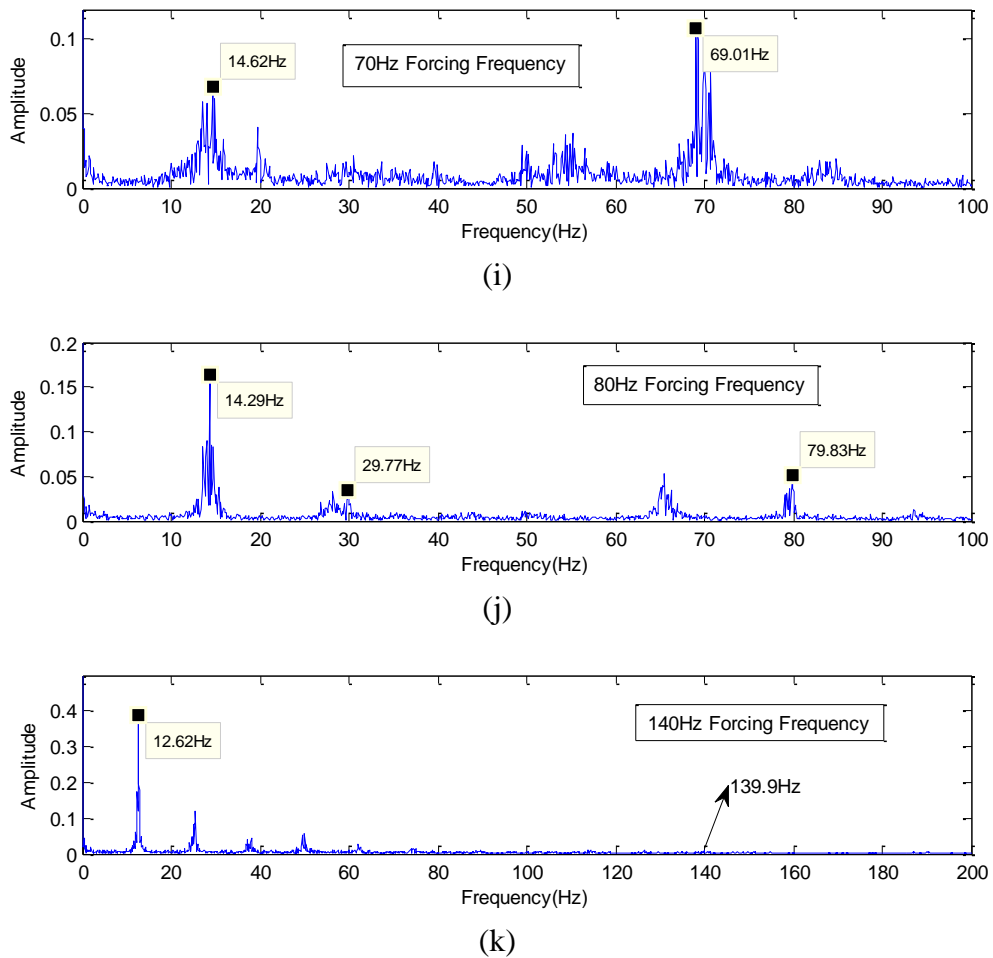 0.1
0.05
0
Amplitude
14.62Hz
70Hz Forcing Frequency
69.01Hz
0 10 20 30 40 50 60 70 80 90 100
Frequency(Hz)
(i)
0.2
0.15
0.1
0.05
0
Amplitude
14.29Hz
29.77Hz
80Hz Forcing Frequency
79.83Hz
0 10 20 30 40 50 60 70 80 90 100
Frequency(Hz)
(j)
0.4
0.3
0.2
0.1
0
Amplitude
12.62Hz
140Hz Forcing Frequency
139.9Hz
0 20 40 60 80 100 120 140 160 180 200
Frequency(Hz)
(k)